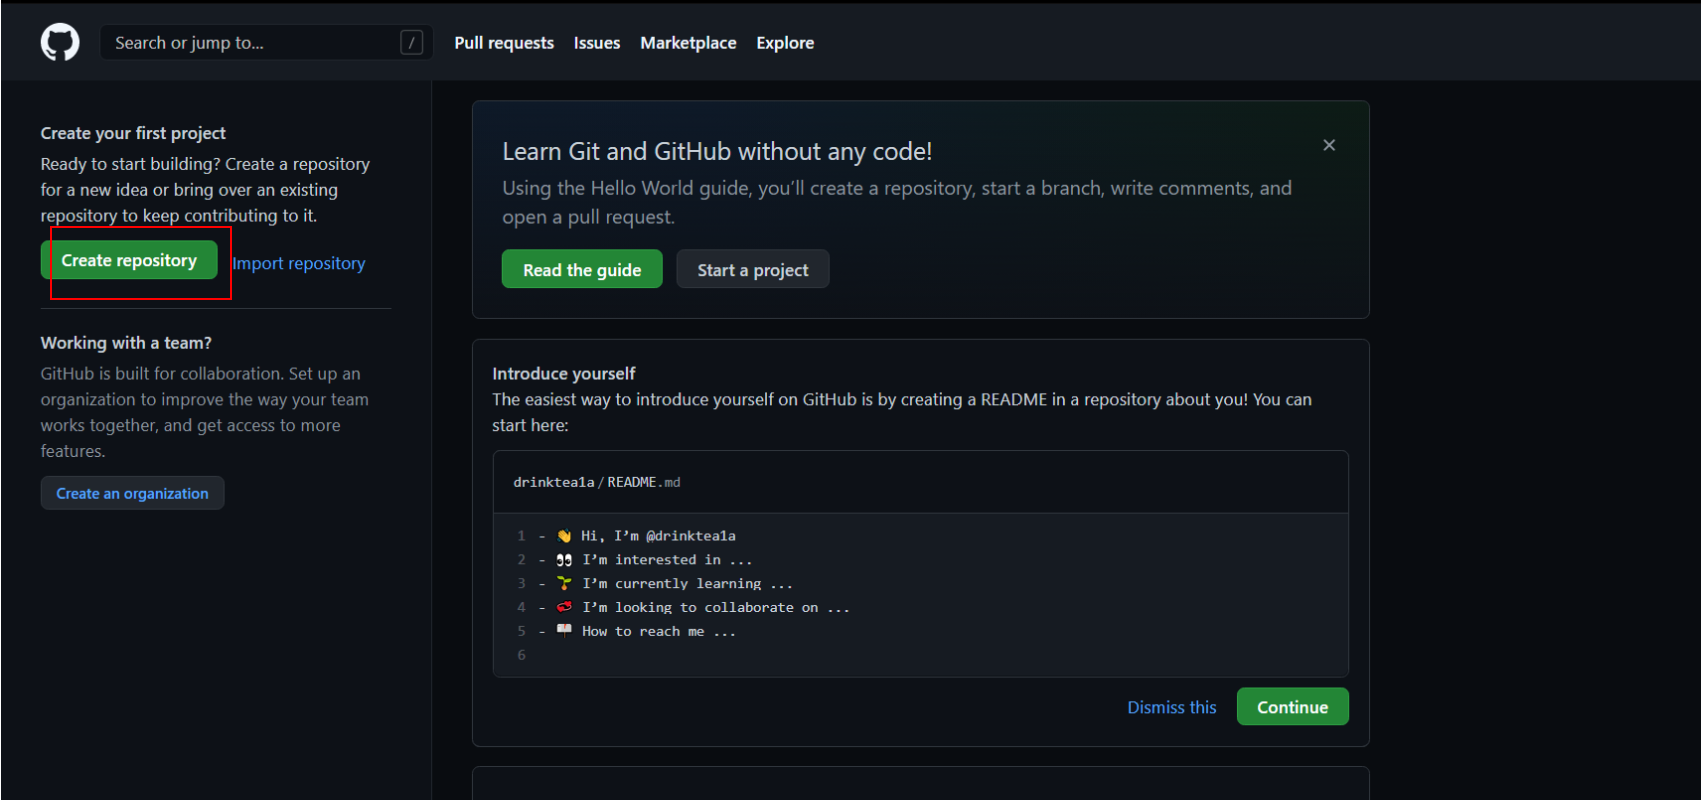 Search or jump to... /
Pull requests Issues Marketplace Explore
Create your first project
Ready to start building? Create a repository
for a new idea or bring over an existing
repository to keep contributing to it.
Create repository Import repository
Working with a team?
GitHub is built for collaboration. Set up an
organization to improve the way your team
works together, and get access to more
features.
Create an organization
Learn Git and GitHub without any code!
Using the Hello World guide, you’ll create a repository, start a branch, write comments, and
open a pull request.
Read the guide Start a project
Introduce yourself
The easiest way to introduce yourself on GitHub is by creating a README in a repository about you! You can
start here:
drinktea1a/README.md
1 - 👋 Hi, I’m @drinktea1a
2 - 👀 I’m interested in ...
3 - 🌱 I’m currently learning ...
4 - 💞️ I’m looking to collaborate on ...
5 - 📫 How to reach me ...
6
Dismiss this Continue